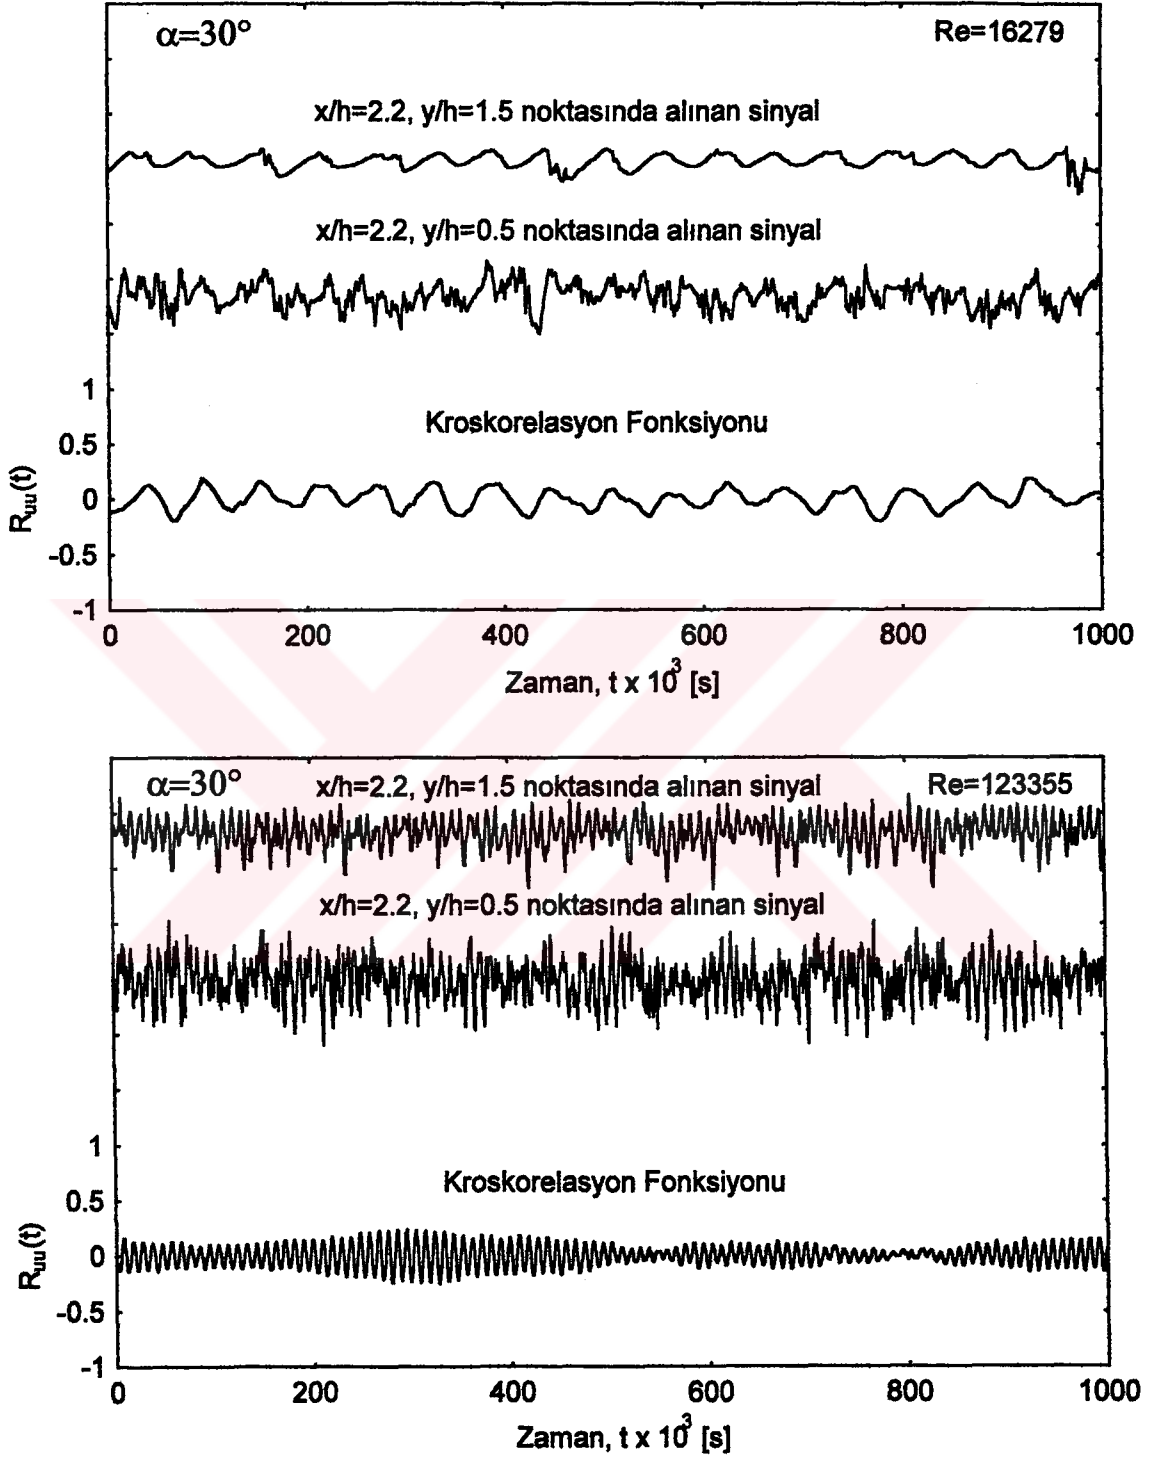 α=30° Re=16279
x/h=2.2, y/h=1.5 noktasında alınan sinyal
x/h=2.2, y/h=0.5 noktasında alınan sinyal
1
Kroskorelasyon Fonksiyonu
0.5
0
-0.5
-1
Ruu(t)
0 200 400 600 800 1000
Zaman, t x 10³ [s]
α=30° x/h=2.2, y/h=1.5 noktasında alınan sinyal Re=123355
x/h=2.2, y/h=0.5 noktasında alınan sinyal
1
Kroskorelasyon Fonksiyonu
0.5
0
-0.5
-1
Ruu(t)
0 200 400 600 800 1000
Zaman, t x 10³ [s]